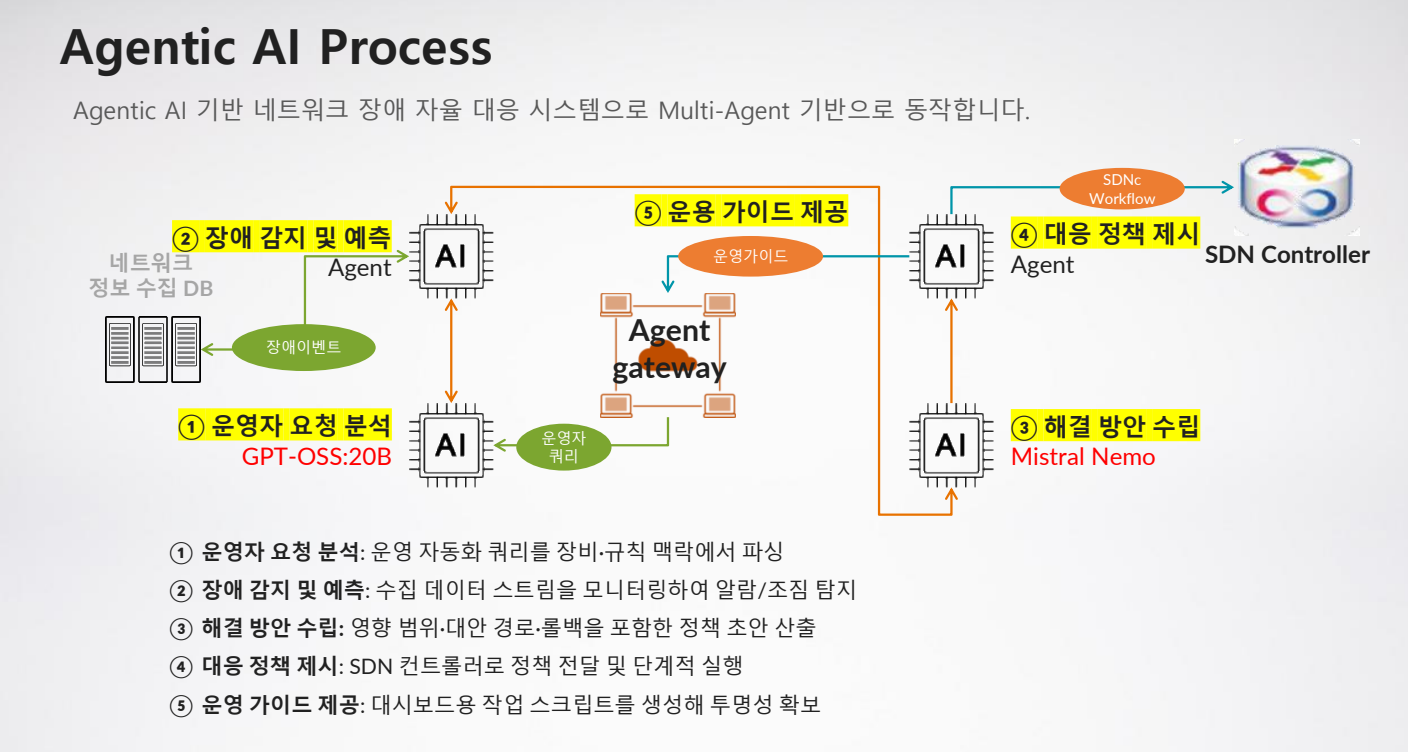 Agentic AI Process
Agentic AI 기반 네트워크 장애 자율 대응 시스템으로 Multi-Agent 기반으로 동작합니다.
② 장애 감지 및 예측
Agent
네트워크
정보 수집 DB
장애이벤트
AI
① 운영자 요청 분석
GPT-OSS:20B
AI
운영자
쿼리
⑤ 운용 가이드 제공
운영가이드
Agent
gateway
AI
④ 대응 정책 제시
Agent
SDNc
Workflow
SDN Controller
AI
③ 해결 방안 수립
Mistral Nemo
① 운영자 요청 분석: 운영 자동화 쿼리를 장비·규칙 맥락에서 파싱
② 장애 감지 및 예측: 수집 데이터 스트림을 모니터링하여 알람/조짐 탐지
③ 해결 방안 수립: 영향 범위·대안 경로·롤백을 포함한 정책 초안 산출
④ 대응 정책 제시: SDN 컨트롤러로 정책 전달 및 단계적 실행
⑤ 운영 가이드 제공: 대시보드용 작업 스크립트를 생성해 투명성 확보